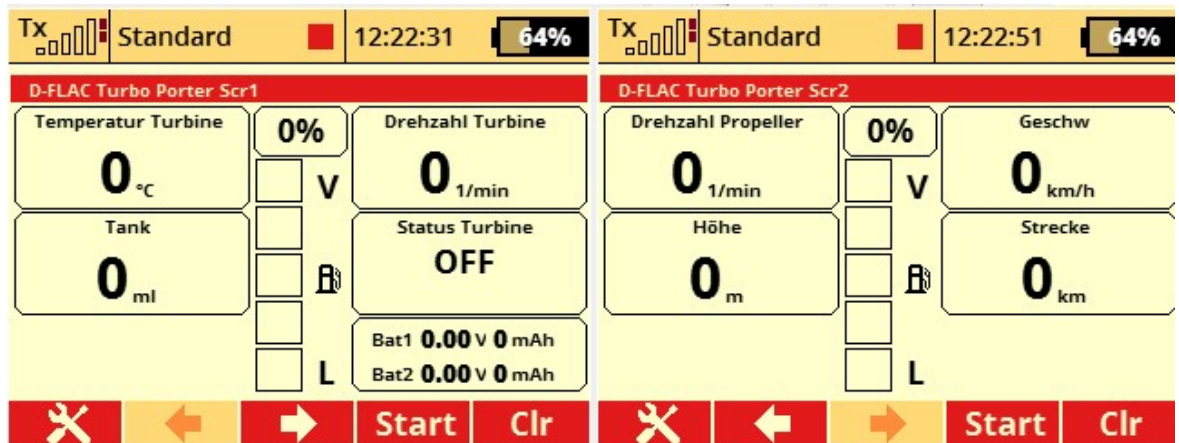 Tx Standard 12:22:31 64%
D-FLAC Turbo Porter Scr1
Temperatur Turbine
0 °C
0%
Drehzahl Turbine
0 1/min
V
Tank
0 ml
Status Turbine
OFF
Bat1 0.00 V 0 mAh
Bat2 0.00 V 0 mAh
L
Start Clr
Tx Standard 12:22:51 64%
D-FLAC Turbo Porter Scr2
Drehzahl Propeller
0 1/min
0%
Geschw
0 km/h
V
Höhe
0 m
Strecke
0 km
L
Start Clr